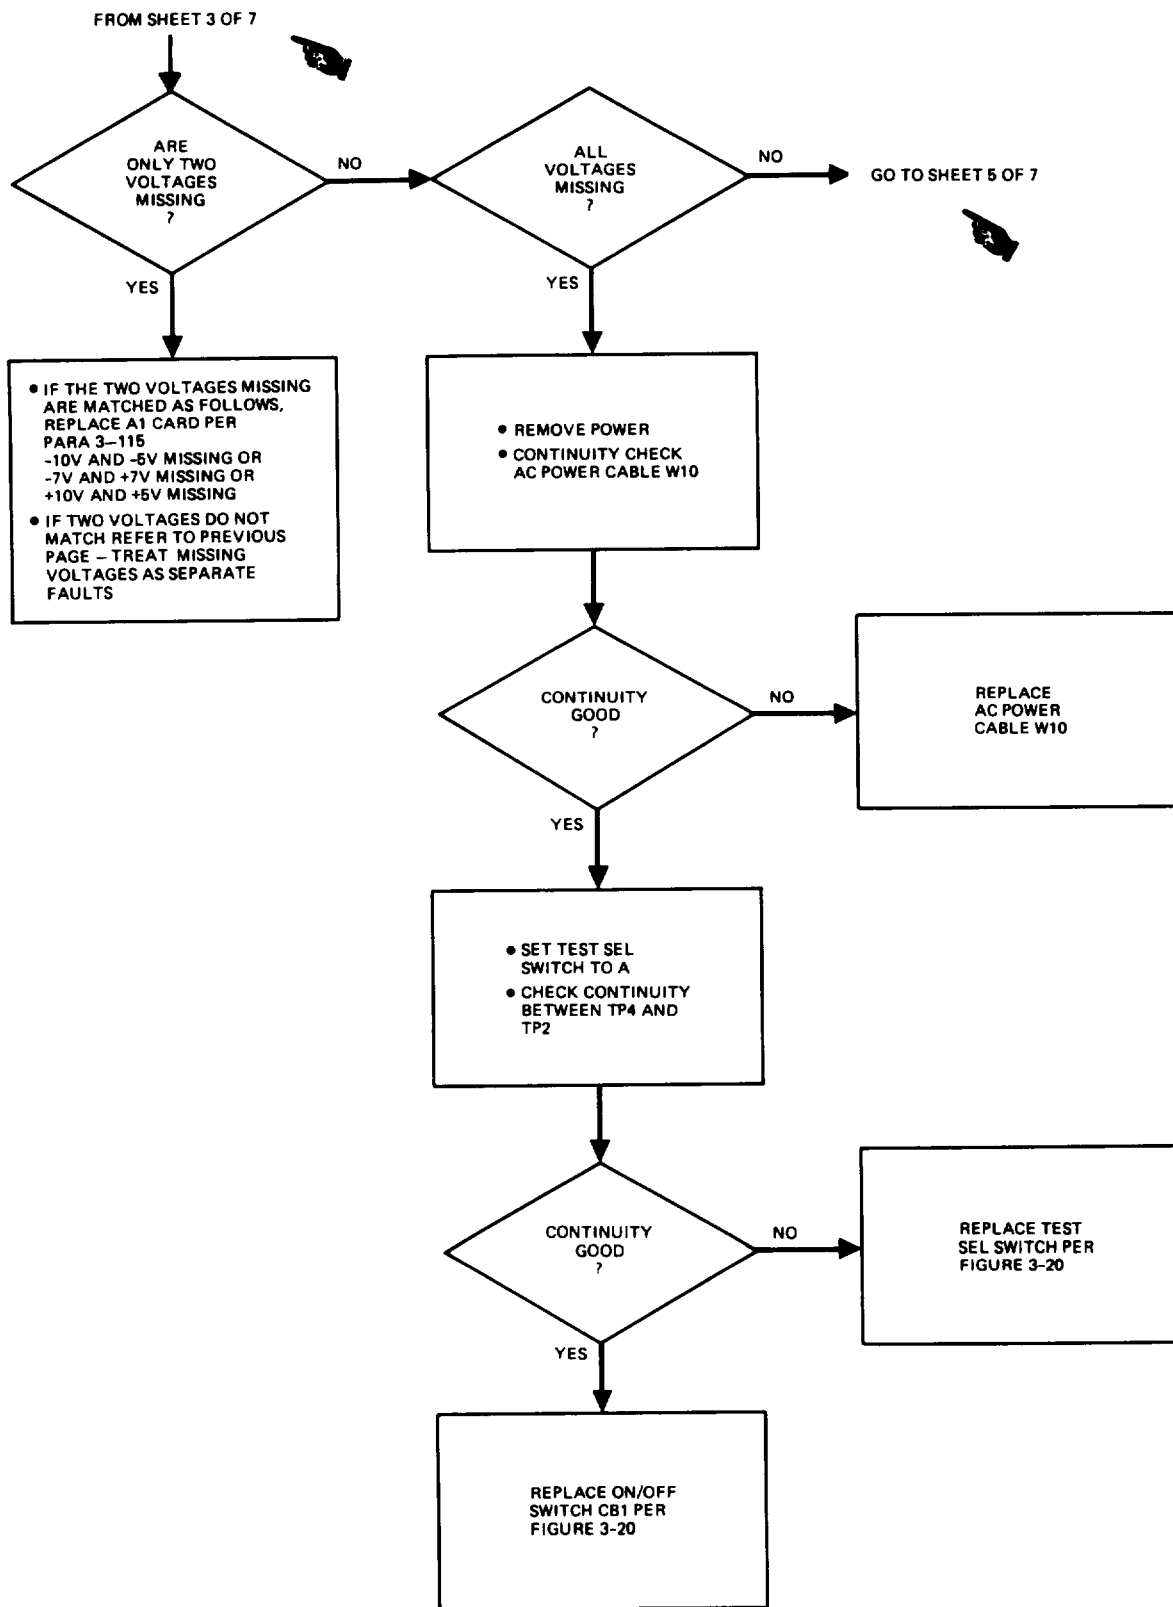 FROM SHEET 3 OF 7
ARE
ONLY TWO
VOLTAGES
MISSING
?
NO
ALL
VOLTAGES
MISSING
?
NO
GO TO SHEET 5 OF 7
YES
YES
• IF THE TWO VOLTAGES MISSING
ARE MATCHED AS FOLLOWS,
REPLACE A1 CARD PER
PARA 3-115
-10V AND -5V MISSING OR
-7V AND +7V MISSING OR
+10V AND +5V MISSING
• IF TWO VOLTAGES DO NOT
MATCH REFER TO PREVIOUS
PAGE – TREAT MISSING
VOLTAGES AS SEPARATE
FAULTS
• REMOVE POWER
• CONTINUITY CHECK
AC POWER CABLE W10
CONTINUITY
GOOD
?
NO
REPLACE
AC POWER
CABLE W10
YES
• SET TEST SEL
SWITCH TO A
• CHECK CONTINUITY
BETWEEN TP4 AND
TP2
CONTINUITY
GOOD
?
NO
REPLACE TEST
SEL SWITCH PER
FIGURE 3-20
YES
REPLACE ON/OFF
SWITCH CB1 PER
FIGURE 3-20